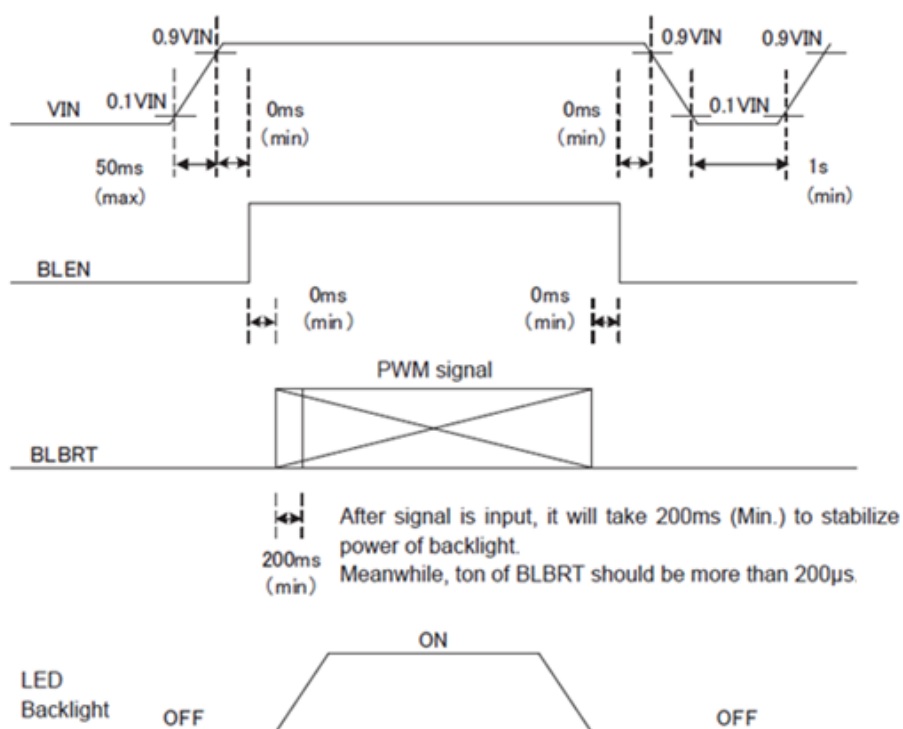 0.9VIN
0.9VIN
0.9VIN
VIN
0.1VIN
0ms
(min)
0ms
(min)
0.1VIN
50ms
(max)
1s
(min)
BLEN
0ms
(min)
0ms
(min)
PWM signal
BLBRT
200ms
(min)
After signal is input, it will take 200ms (Min.) to stabilize
power of backlight.
Meanwhile, ton of BLBRT should be more than 200μs.
ON
LED
Backlight
OFF
OFF